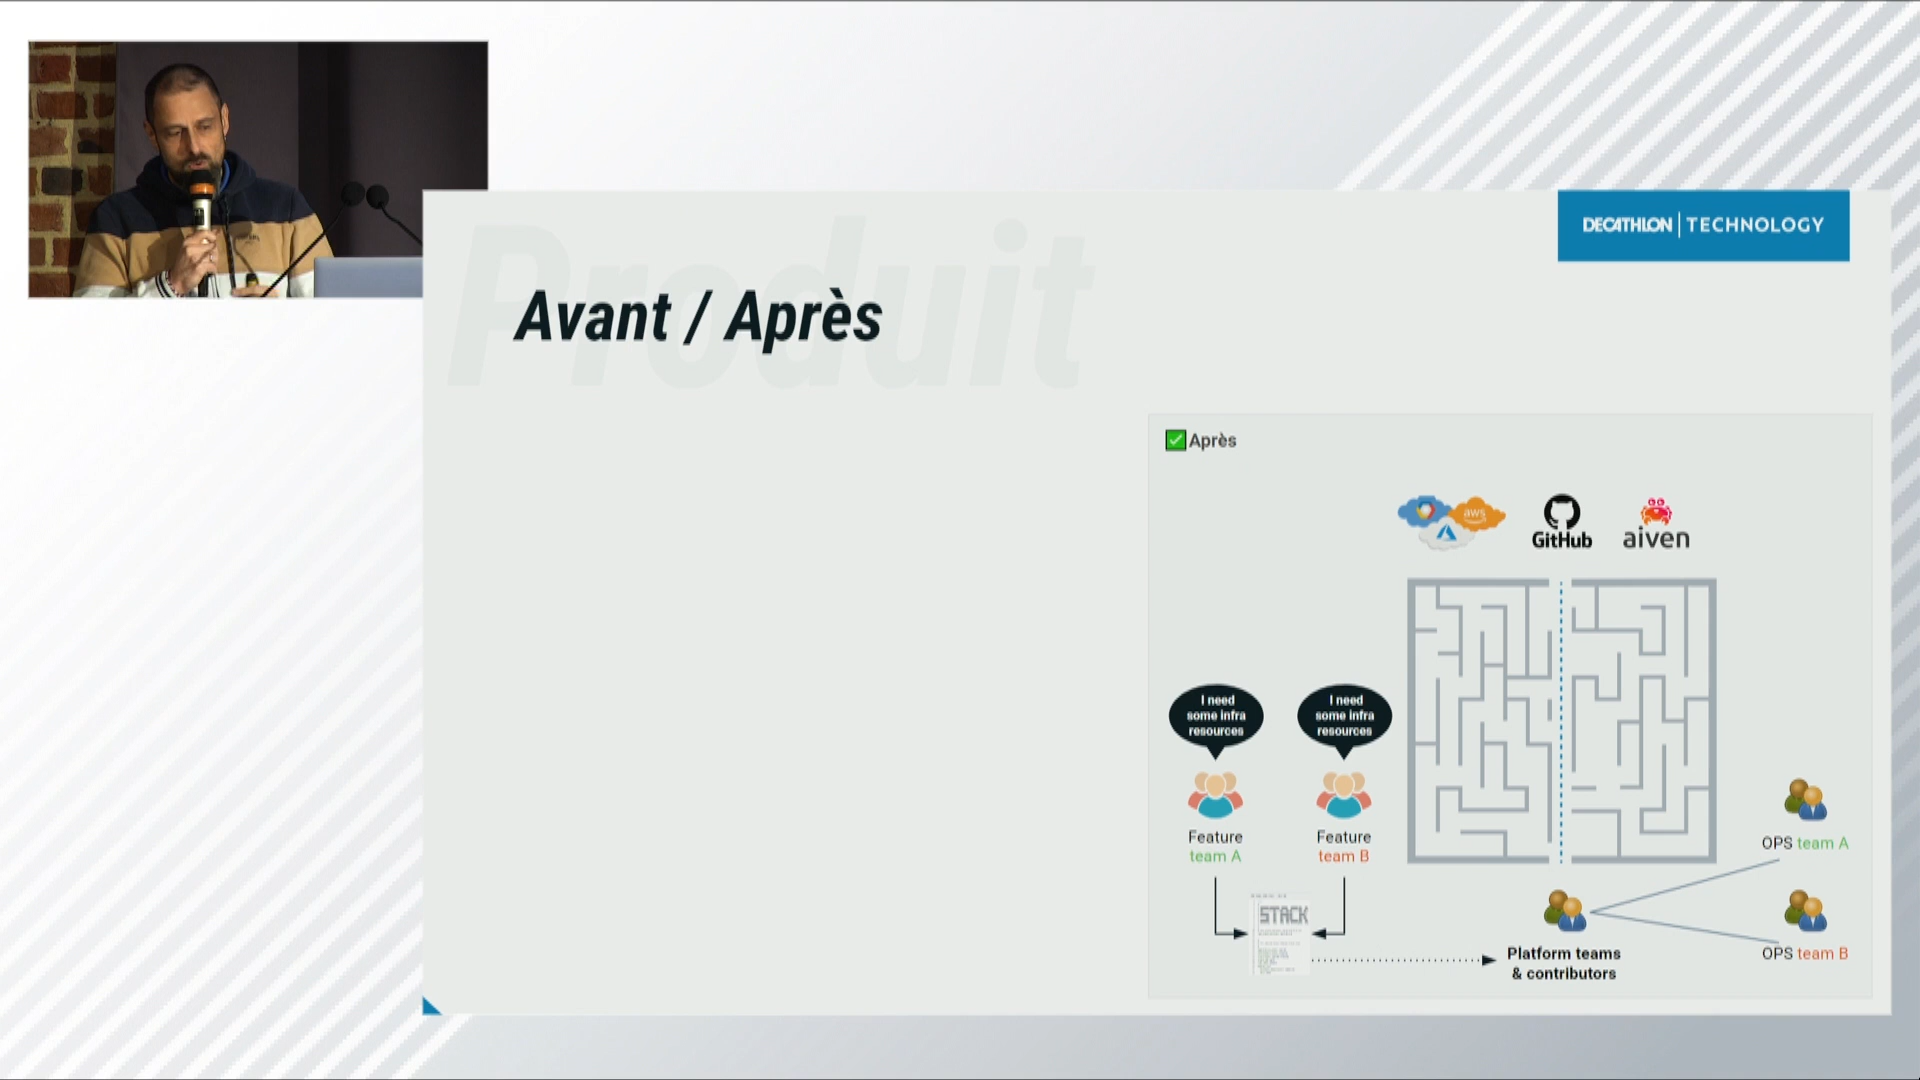 DECATHLON | TECHNOLOGY
Produit
Avant / Après
✅ Après
aws
GitHub
aiven
I need
some infra
resources
I need
some infra
resources
Feature
team A
Feature
team B
STACK
Platform teams
& contributors
OPS team A
OPS team B